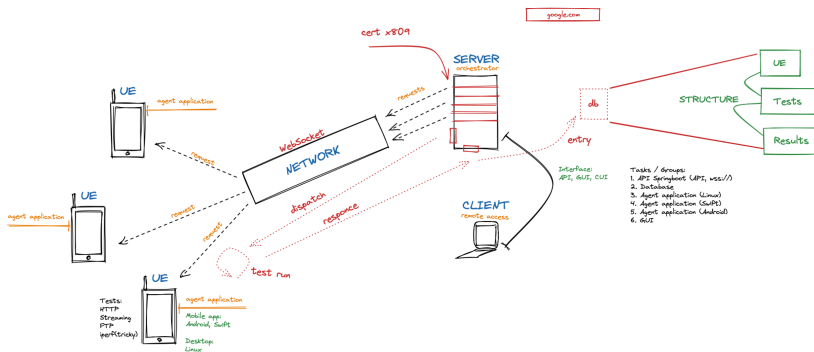 google.com
cert x809
SERVER
orchestrator
UE
agent application
requests
WebSocket
NETWORK
request
UE
agent application
request
request
dispatch
responce
test run
UE
agent application
Tests:
HTTP
Streaming
PTP
iperf(tricky)
Mobile app:
Android, Swift
Desktop:
Linux
CLIENT
remote access
Interface:
API, GUI, CUI
entry
db
STRUCTURE
UE
Tests
Results
Tasks / Groups:
1. API Springboot (API, wss://)
2. Database
3. Agent application (Linux)
4. Agent application (Swift)
5. Agent application (Android)
6. GUI